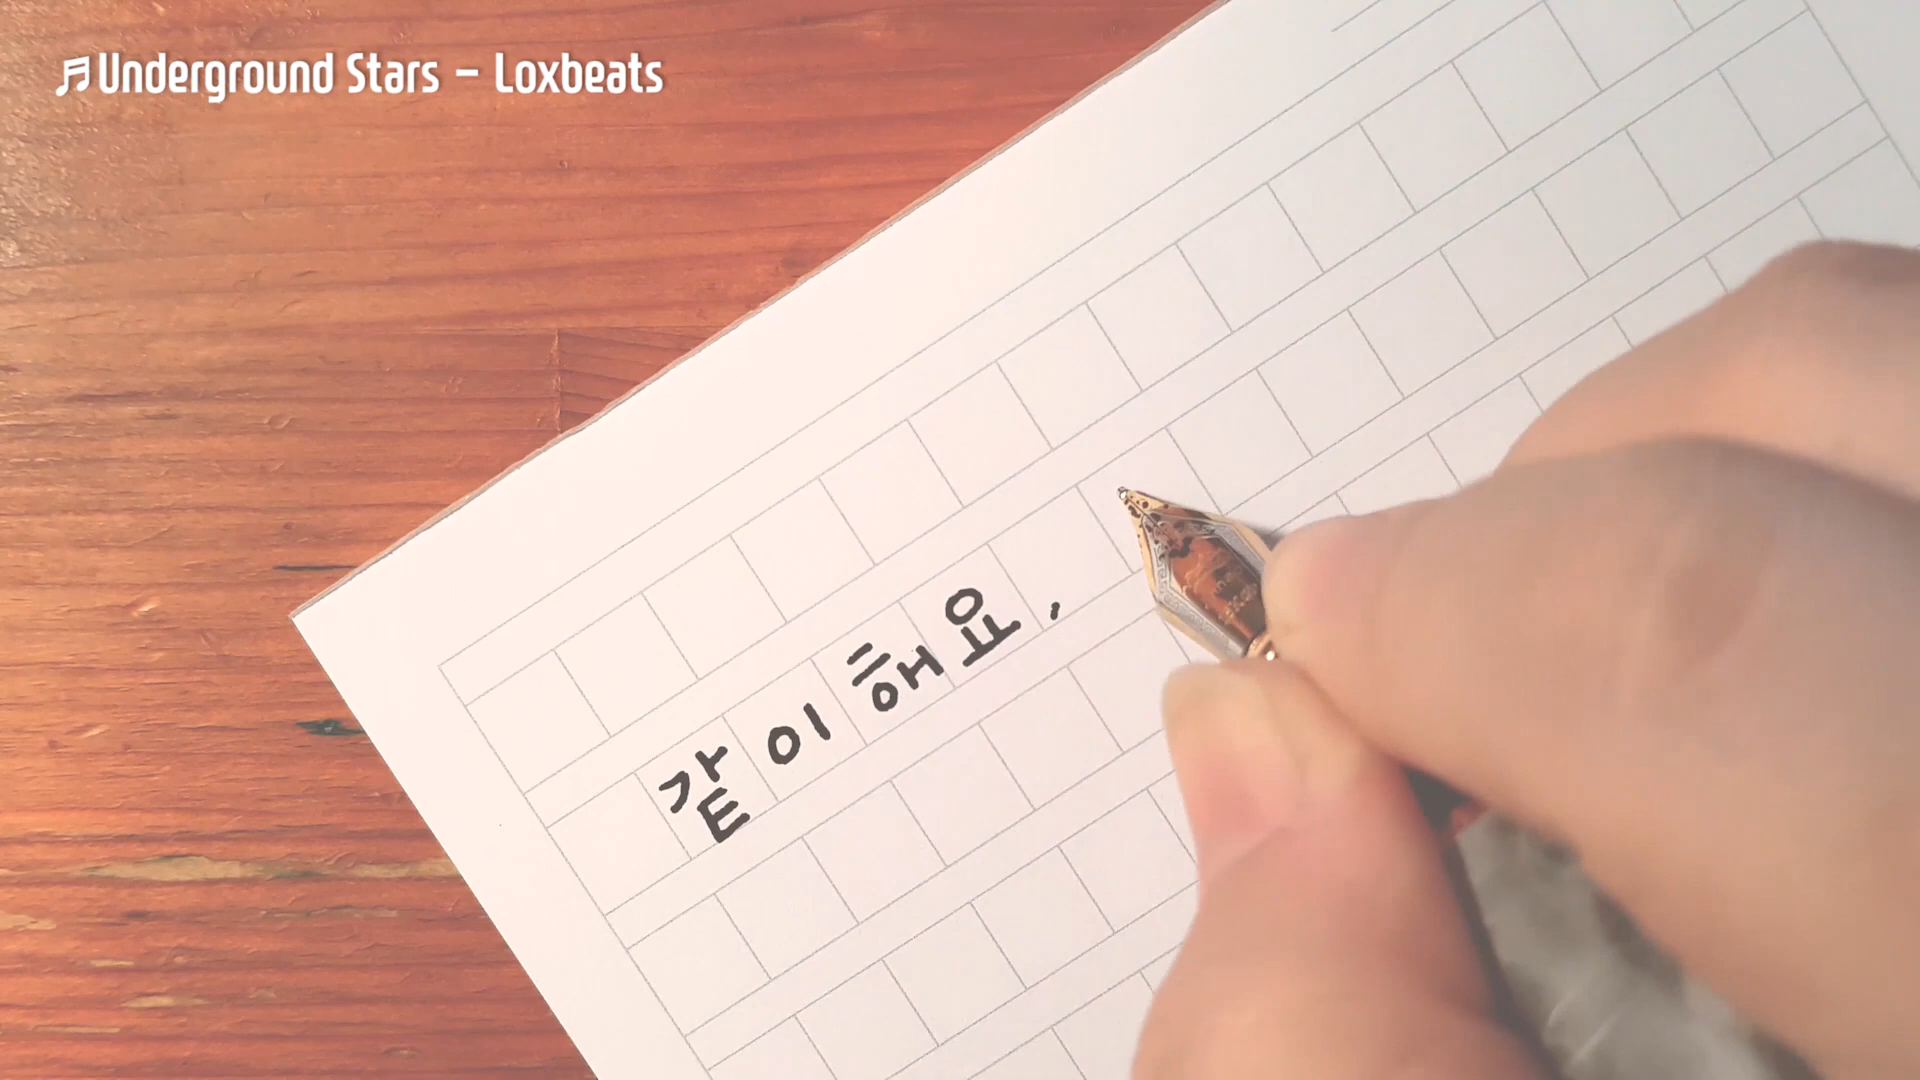 ♬Underground Stars - Loxbeats
같이해요,